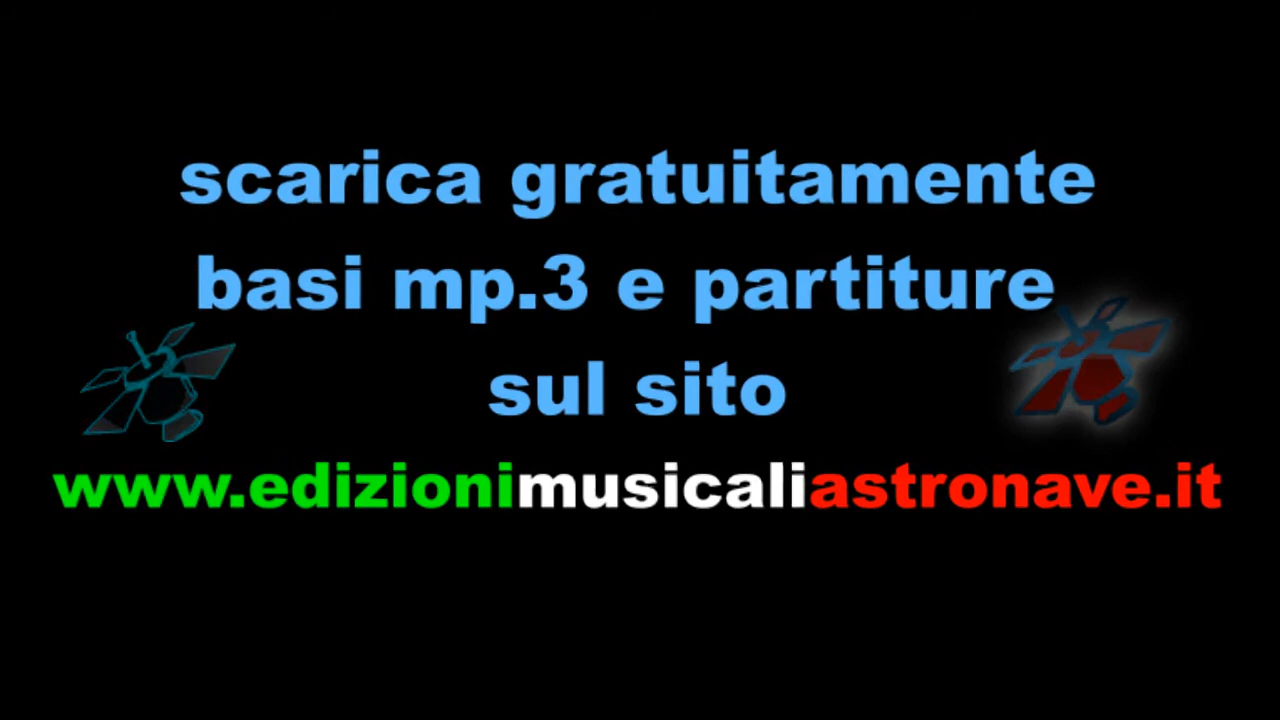 scarica gratuitamente
basi mp.3 e partiture
sul sito
www.edizionimusicaliastronave.it